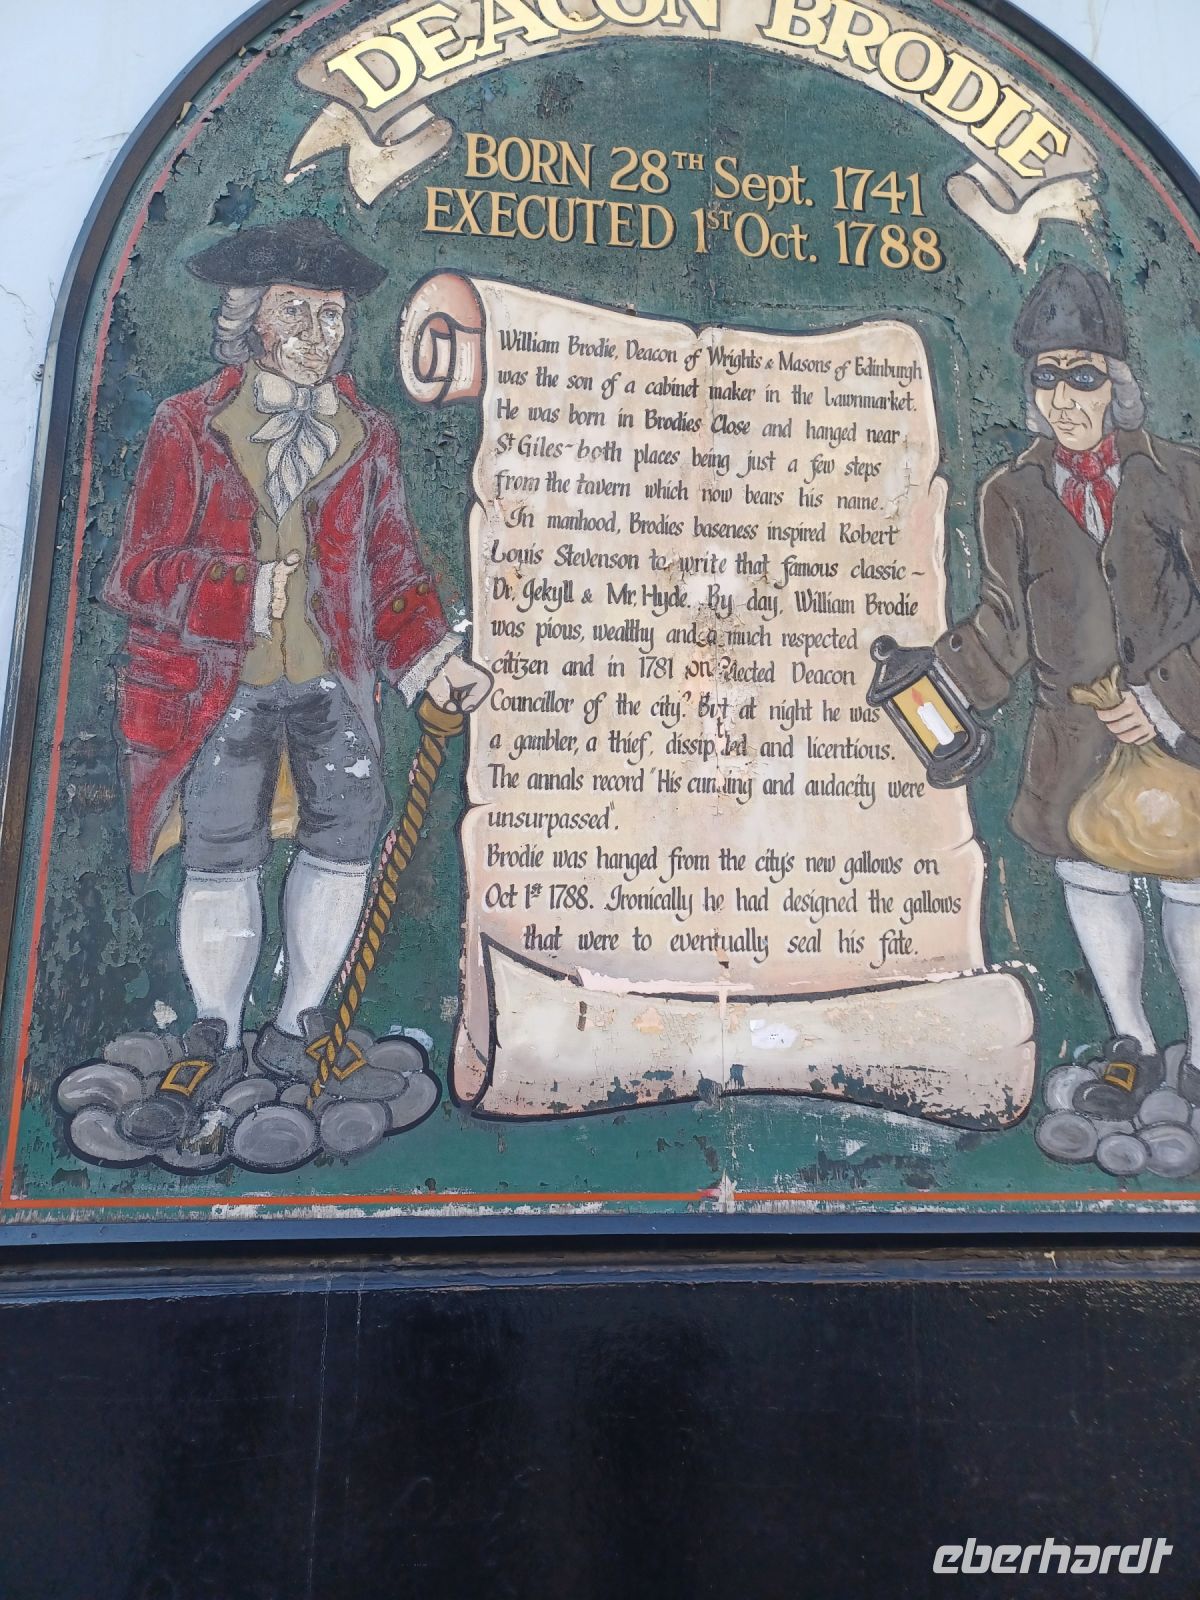 DEACON BRODIE
BORN 28TH Sept. 1741
EXECUTED 1ST Oct. 1788
William Brodie, Deacon of Wrights & Masons of Edinburgh
was the son of a cabinet maker in the Lawnmarket.
He was born in Brodies Close and hanged near
St Giles - both places being just a few steps
from the tavern which now bears his name.
In manhood, Brodies baseness inspired Robert
Louis Stevenson to write that famous classic ~
Dr, Jekyll & Mr. Hyde. By day, William Brodie
was pious, wealthy and a much respected
citizen and in 1781 elected Deacon
Councillor of the city. But at night he was
a gambler, a thief, dissipated and licentious.
The annals record "His cunning and audacity were
unsurpassed".
Brodie was hanged from the city's new gallows on
Oct 1st 1788. Ironically he had designed the gallows
that were to eventually seal his fate.
eberhardt